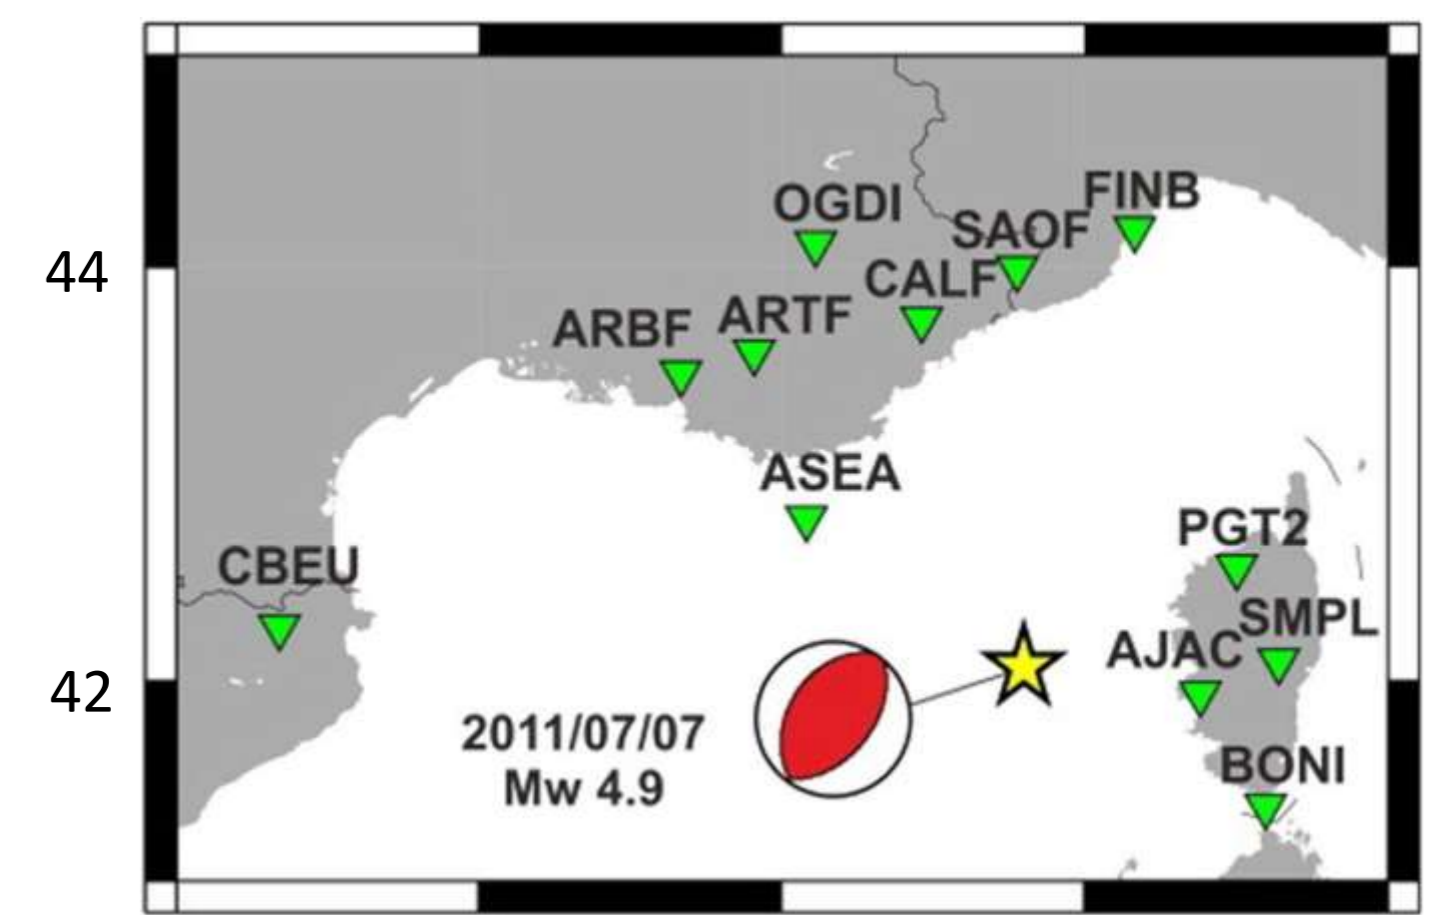 FINB
OGDI
SAOF
44
CALF
ARTF
ARBF
ASEA
PGT2
CBEU
SMPL
AJAC
42
2011/07/07
Mw 4.9
BONI